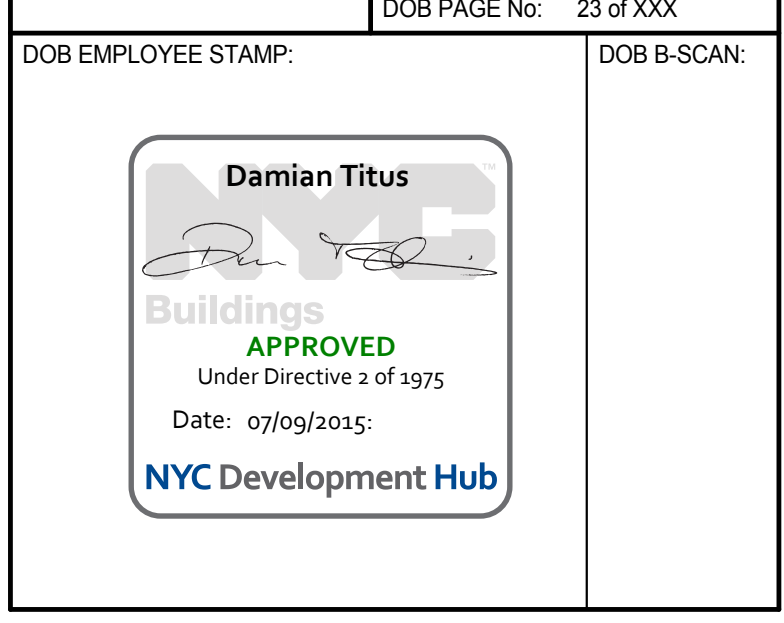 DOB PAGE No: 23 of XXX
DOB EMPLOYEE STAMP:
DOB B-SCAN:
NYC™
Damian Titus
Buildings
APPROVED
Under Directive 2 of 1975
Date: 07/09/2015:
NYC Development Hub